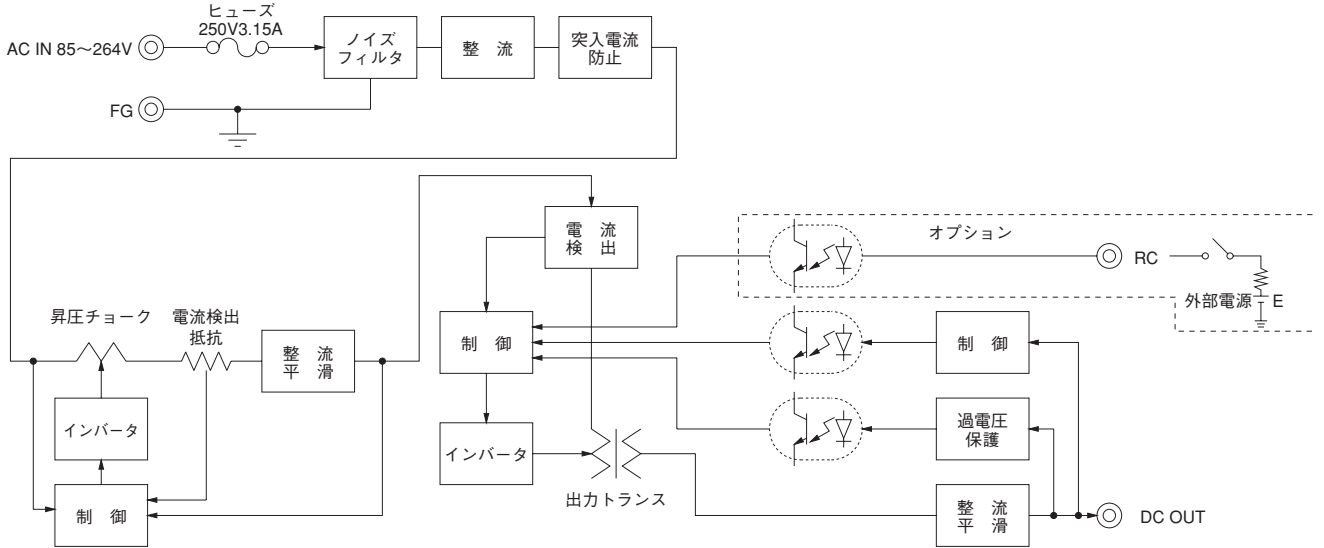 ヒューズ
250V3.15A
AC IN 85～264V
ノイズ
フィルタ
整 流
突入電流
防止
FG
電 流
検 出
オプション
RC
外部電源
E
昇圧チョーク
電流検出
抵抗
整 流
平 滑
制 御
制 御
インバータ
過電圧
保護
インバータ
出力トランス
制 御
整 流
平 滑
DC OUT